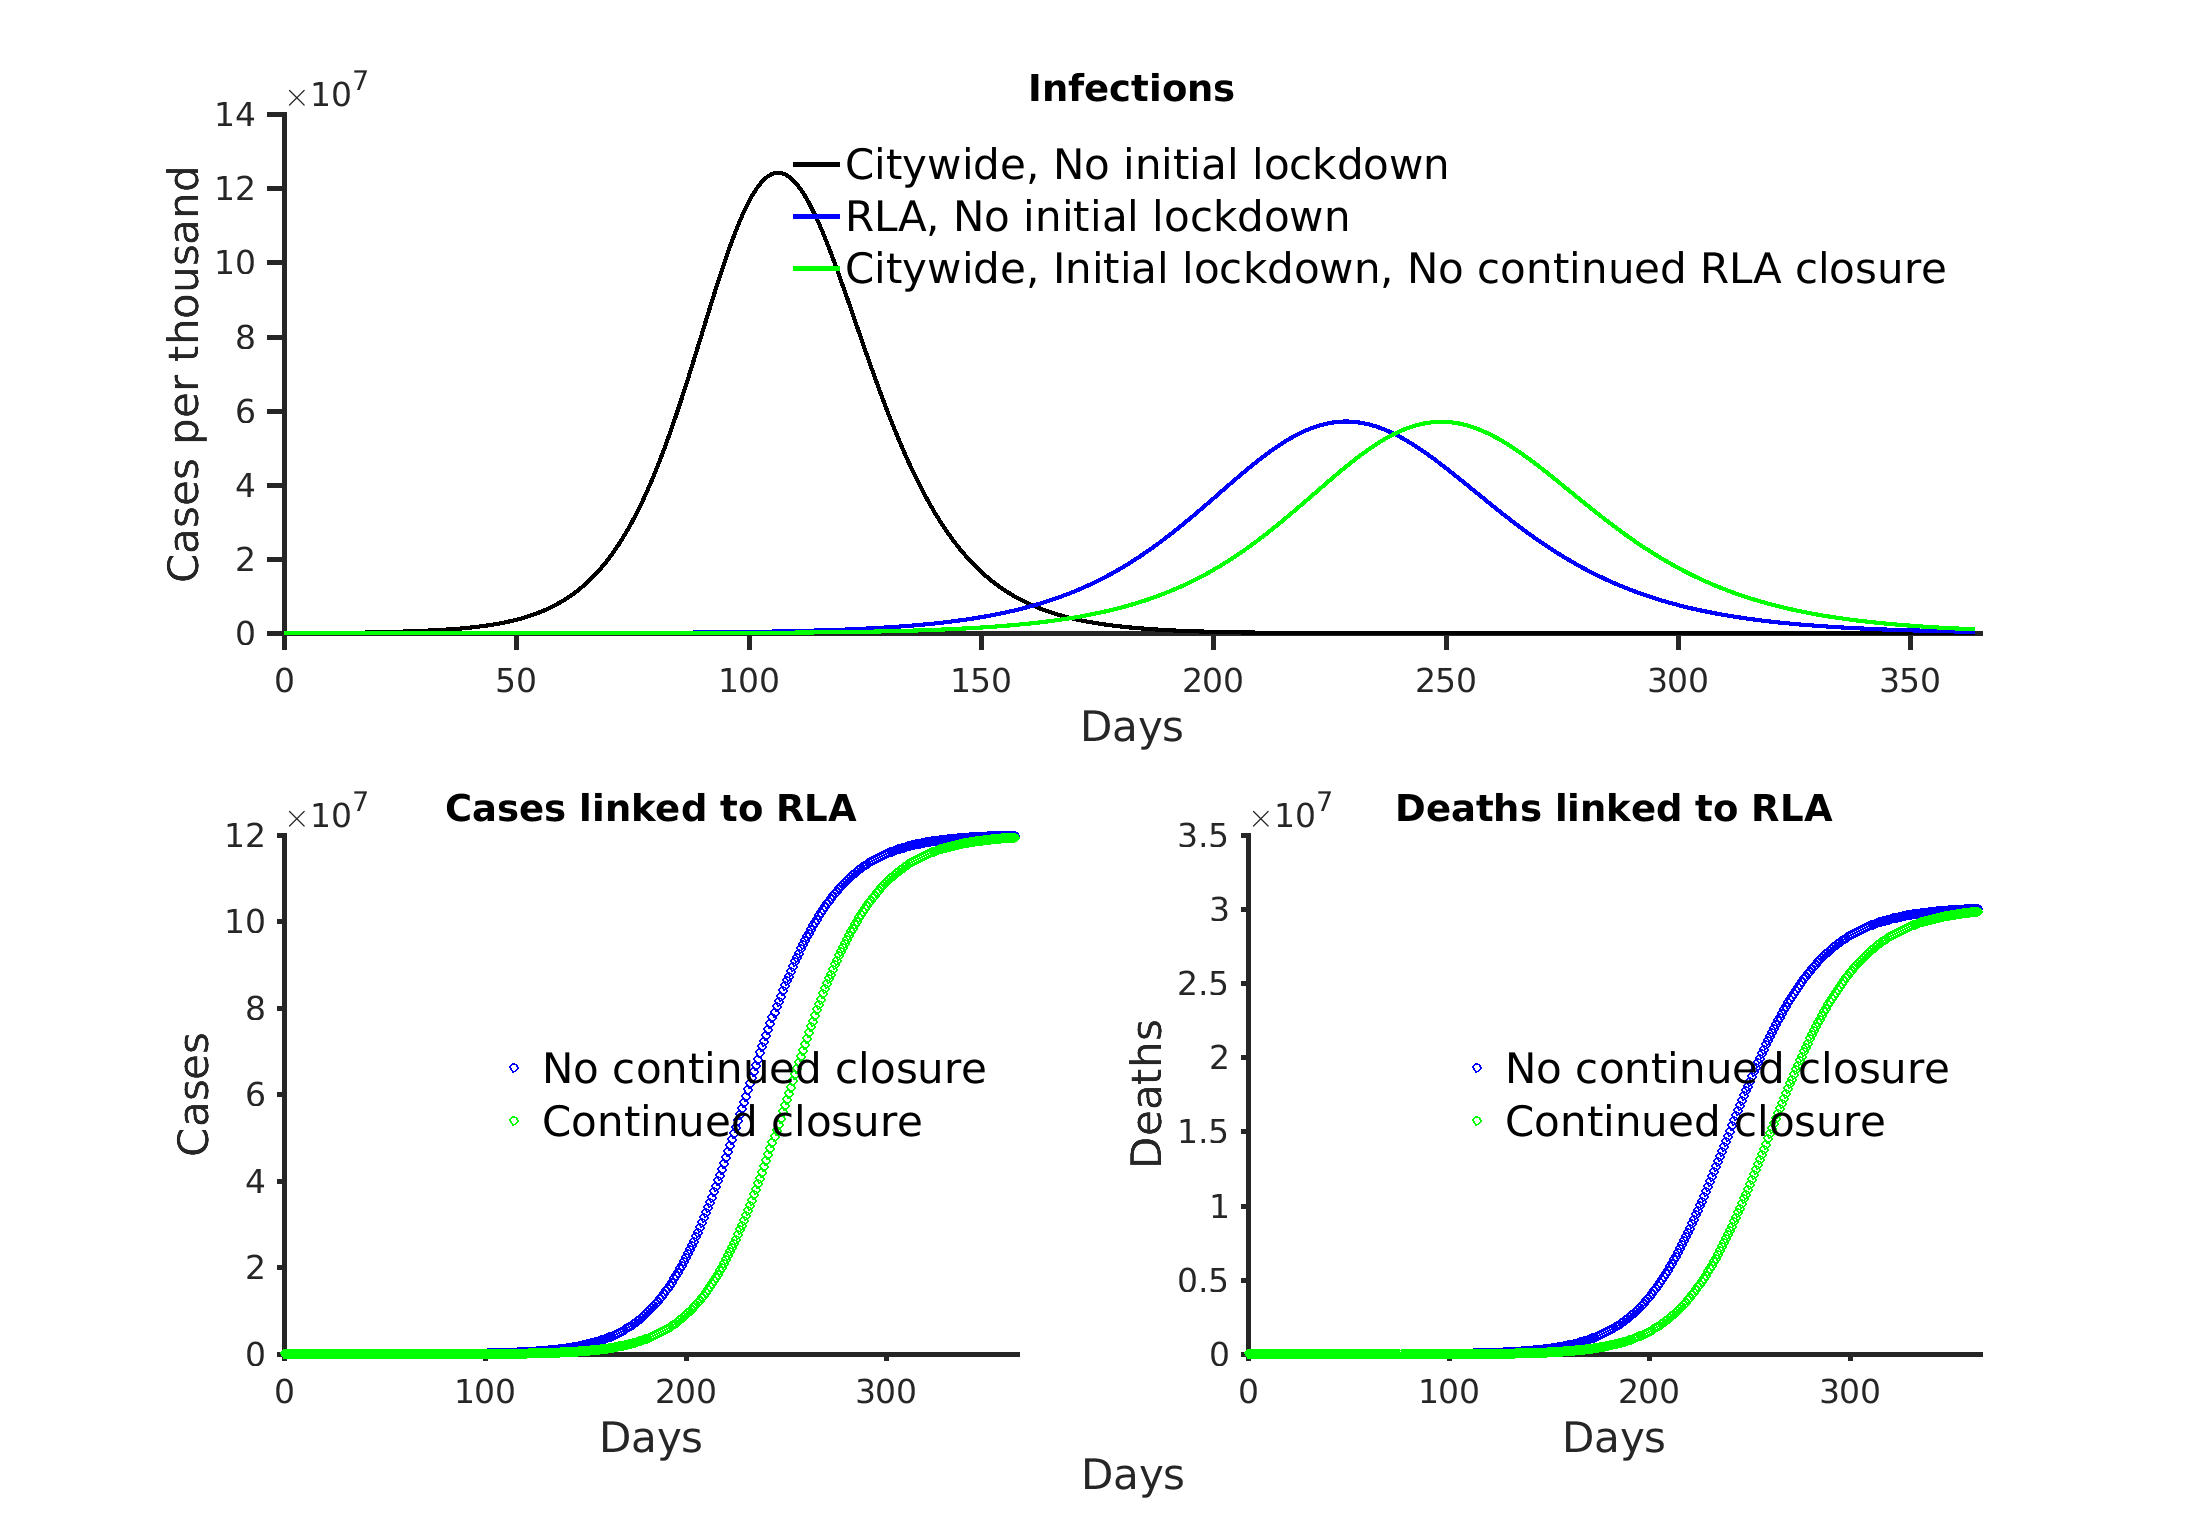 Infections
×10^7
14
12
10
8
6
4
2
0
Cases per thousand
Citywide, No initial lockdown
RLA, No initial lockdown
Citywide, Initial lockdown, No continued RLA closure
0 50 100 150 200 250 300 350
Days
Cases linked to RLA
×10^7
12
10
8
6
4
2
0
Cases
No continued closure
Continued closure
0 100 200 300
Days
Deaths linked to RLA
×10^7
3.5
3
2.5
2
1.5
1
0.5
0
Deaths
No continued closure
Continued closure
0 100 200 300
Days
Days